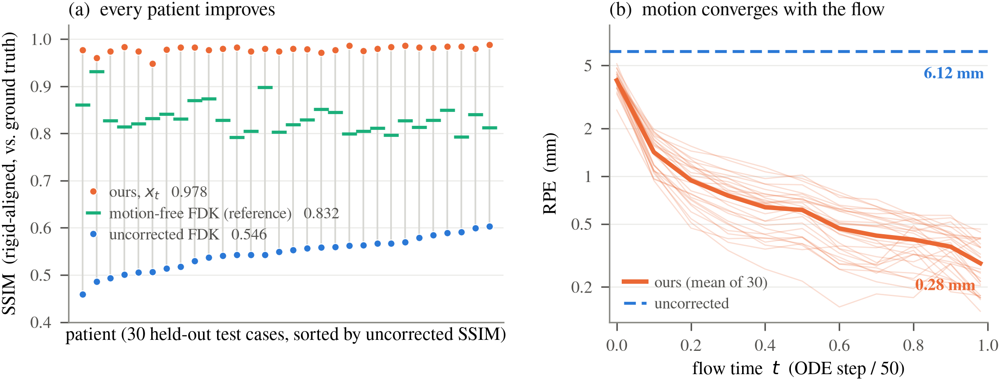 (a) every patient improves
SSIM (rigid-aligned, vs. ground truth)
1.0
0.9
0.8
0.7
0.6
0.5
0.4
ours, xₜ 0.978
motion-free FDK (reference) 0.832
uncorrected FDK 0.546
patient (30 held-out test cases, sorted by uncorrected SSIM)
(b) motion converges with the flow
RPE (mm)
5
2
1
0.5
0.2
6.12 mm
0.28 mm
ours (mean of 30)
uncorrected
0.0 0.2 0.4 0.6 0.8 1.0
flow time t (ODE step / 50)